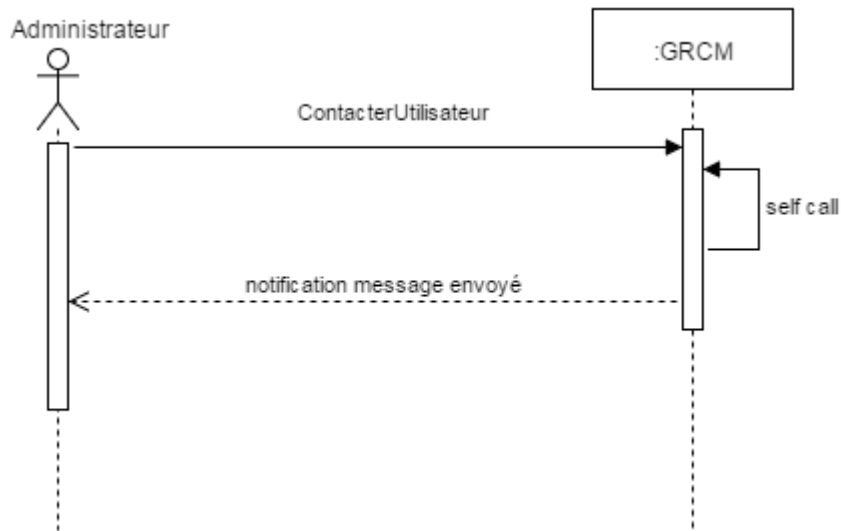 Administrateur
:GRCM
ContacterUtilisateur
self call
notification message envoyé